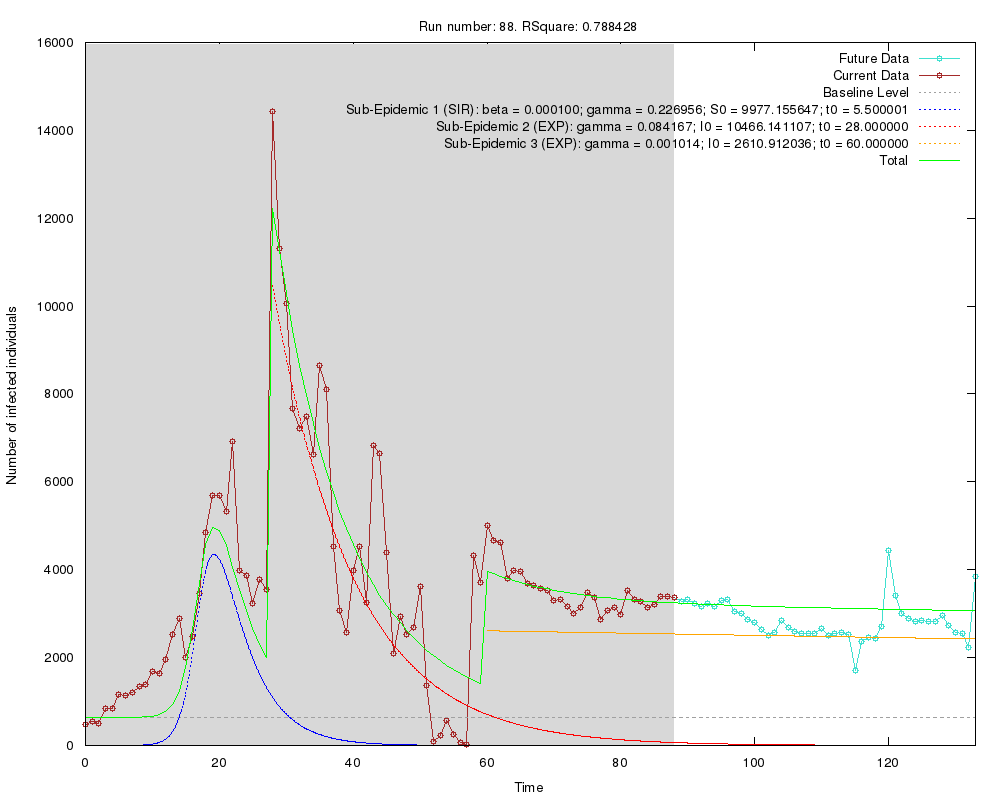 Run number: 88. RSquare: 0.788428
Number of infected individuals
16000
14000
12000
10000
8000
6000
4000
2000
0
Future Data
Current Data
Baseline Level
Sub-Epidemic 1 (SIR): beta = 0.000100; gamma = 0.226956; S0 = 9977.155647; t0 = 5.500001
Sub-Epidemic 2 (EXP): gamma = 0.084167; I0 = 10466.141107; t0 = 28.000000
Sub-Epidemic 3 (EXP): gamma = 0.001014; I0 = 2610.912036; t0 = 60.000000
Total
0 20 40 60 80 100 120
Time